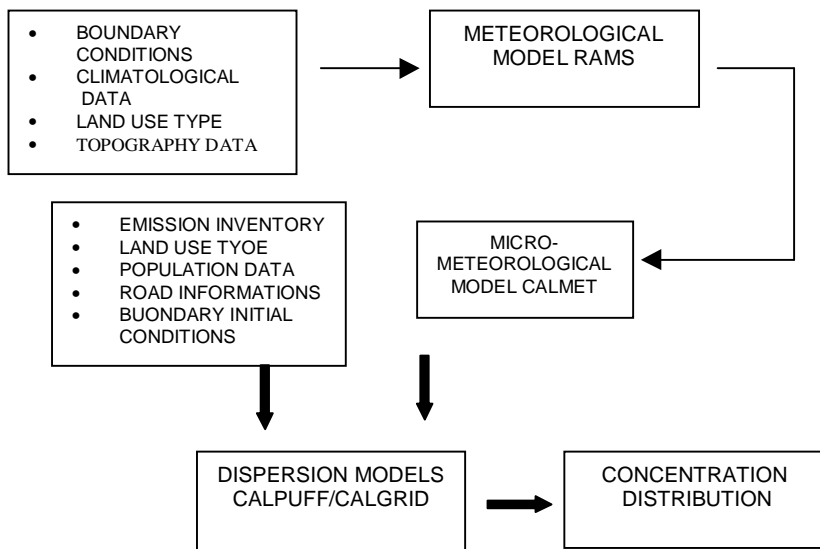 • BOUNDARY
CONDITIONS
• CLIMATOLOGICAL
DATA
• LAND USE TYPE
• TOPOGRAPHY DATA
METEOROLOGICAL
MODEL RAMS
• EMISSION INVENTORY
• LAND USE TYOE
• POPULATION DATA
• ROAD INFORMATIONS
• BUONDARY INITIAL
CONDITIONS
MICRO-
METEOROLOGICAL
MODEL CALMET
DISPERSION MODELS
CALPUFF/CALGRID
CONCENTRATION
DISTRIBUTION